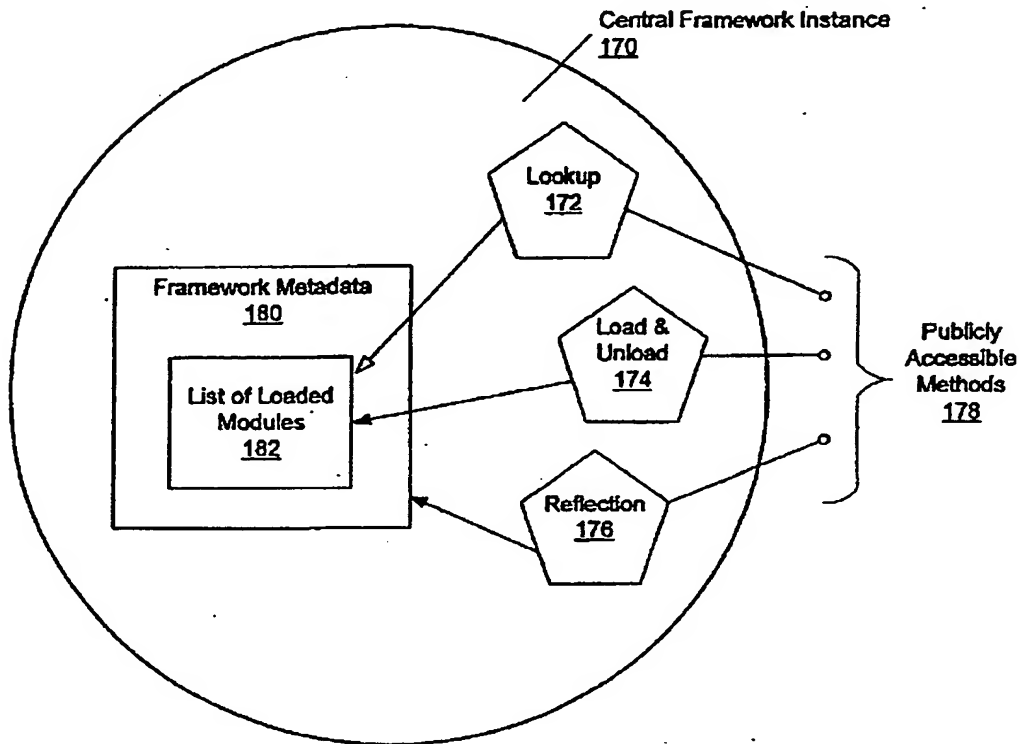 Central Framework Instance
170
Lookup
172
Framework Metadata
180
Load &
Unload
174
List of Loaded
Modules
182
Publicly
Accessible
Methods
178
Reflection
176